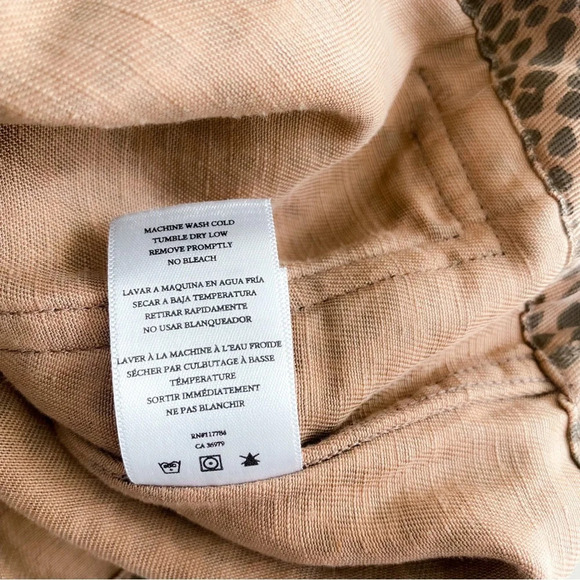 MACHINE WASH COLD
TUMBLE DRY LOW
REMOVE PROMPTLY
NO BLEACH
LAVAR A MAQUINA EN AGUA FRÍA
SECAR A BAJA TEMPERATURA
RETIRAR RAPIDAMENTE
NO USAR BLANQUEADOR
LAVER À LA MACHINE À L'EAU FROIDE
SÉCHER PAR CULBUTAGE À BASSE
TÉMPÉRATURE
SORTIR IMMÉDIATEMENT
NE PAS BLANCHIR
RN#117784
CA 36979